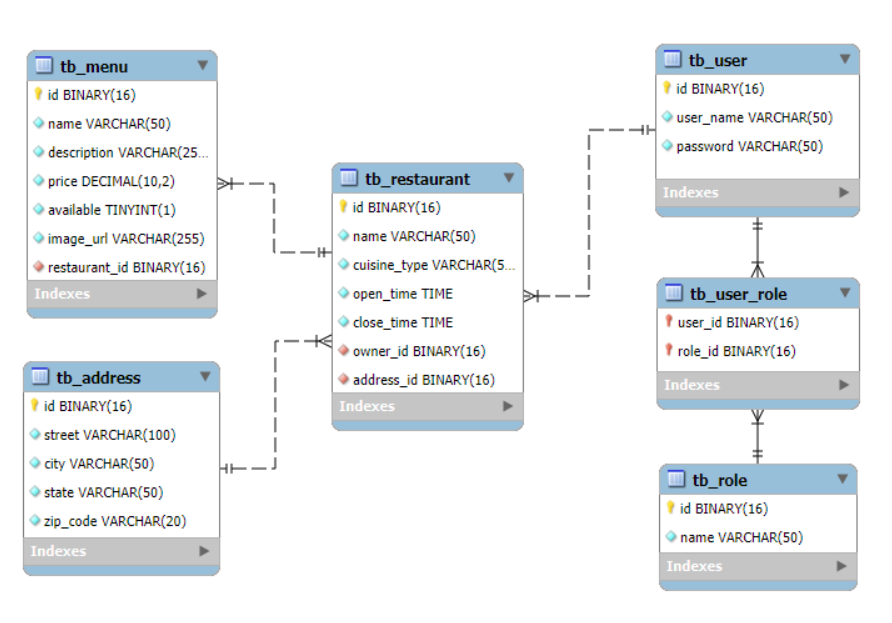 tb_menu
id BINARY(16)
name VARCHAR(50)
description VARCHAR(25...
price DECIMAL(10,2)
available TINYINT(1)
image_url VARCHAR(255)
restaurant_id BINARY(16)
Indexes
tb_address
id BINARY(16)
street VARCHAR(100)
city VARCHAR(50)
state VARCHAR(50)
zip_code VARCHAR(20)
Indexes
tb_restaurant
id BINARY(16)
name VARCHAR(50)
cuisine_type VARCHAR(5...
open_time TIME
close_time TIME
owner_id BINARY(16)
address_id BINARY(16)
Indexes
tb_user
id BINARY(16)
user_name VARCHAR(50)
password VARCHAR(50)
Indexes
tb_user_role
user_id BINARY(16)
role_id BINARY(16)
Indexes
tb_role
id BINARY(16)
name VARCHAR(50)
Indexes